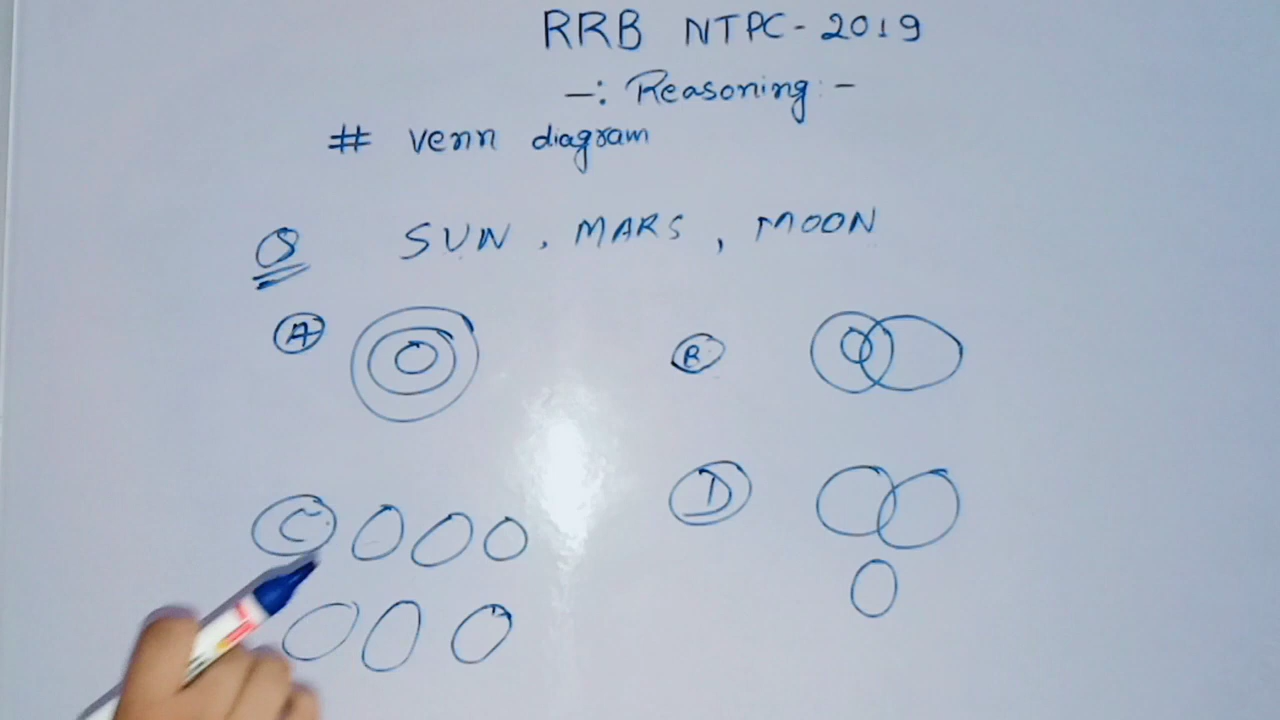 RRB NTPC-2019
-: Reasoning :-
# venn diagram
Q SUN, MARS, MOON
A
B
C
D